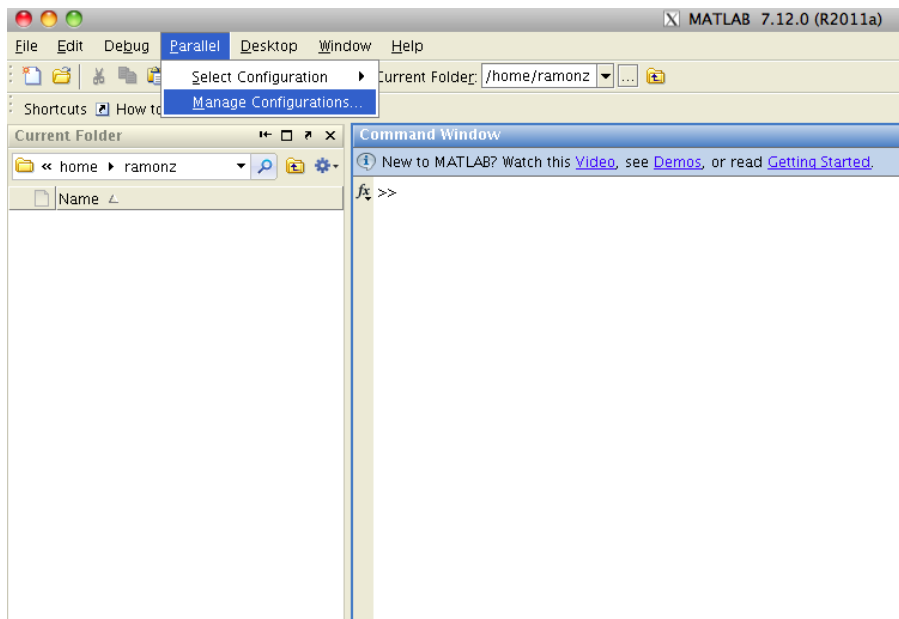 MATLAB 7.12.0 (R2011a)
File Edit Debug Parallel Desktop Window Help
Select Configuration
Current Folder: /home/ramonz ...
Manage Configurations...
Shortcuts How to
Current Folder
Command Window
« home ramonz
New to MATLAB? Watch this Video, see Demos, or read Getting Started.
Name
fx >>